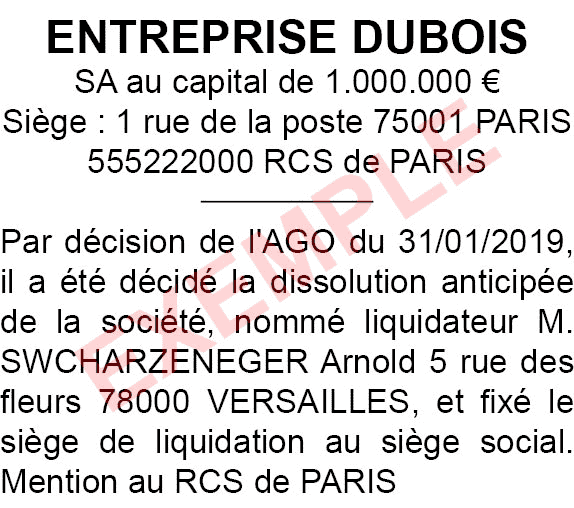 ENTREPRISE DUBOIS
SA au capital de 1.000.000 €
Siège : 1 rue de la poste 75001 PARIS
555222000 RCS de PARIS
Par décision de l'AGO du 31/01/2019,
il a été décidé la dissolution anticipée
de la société, nommé liquidateur M.
SWCHARZENEGER Arnold 5 rue des
fleurs 78000 VERSAILLES, et fixé le
siège de liquidation au siège social.
Mention au RCS de PARIS
EXEMPLE